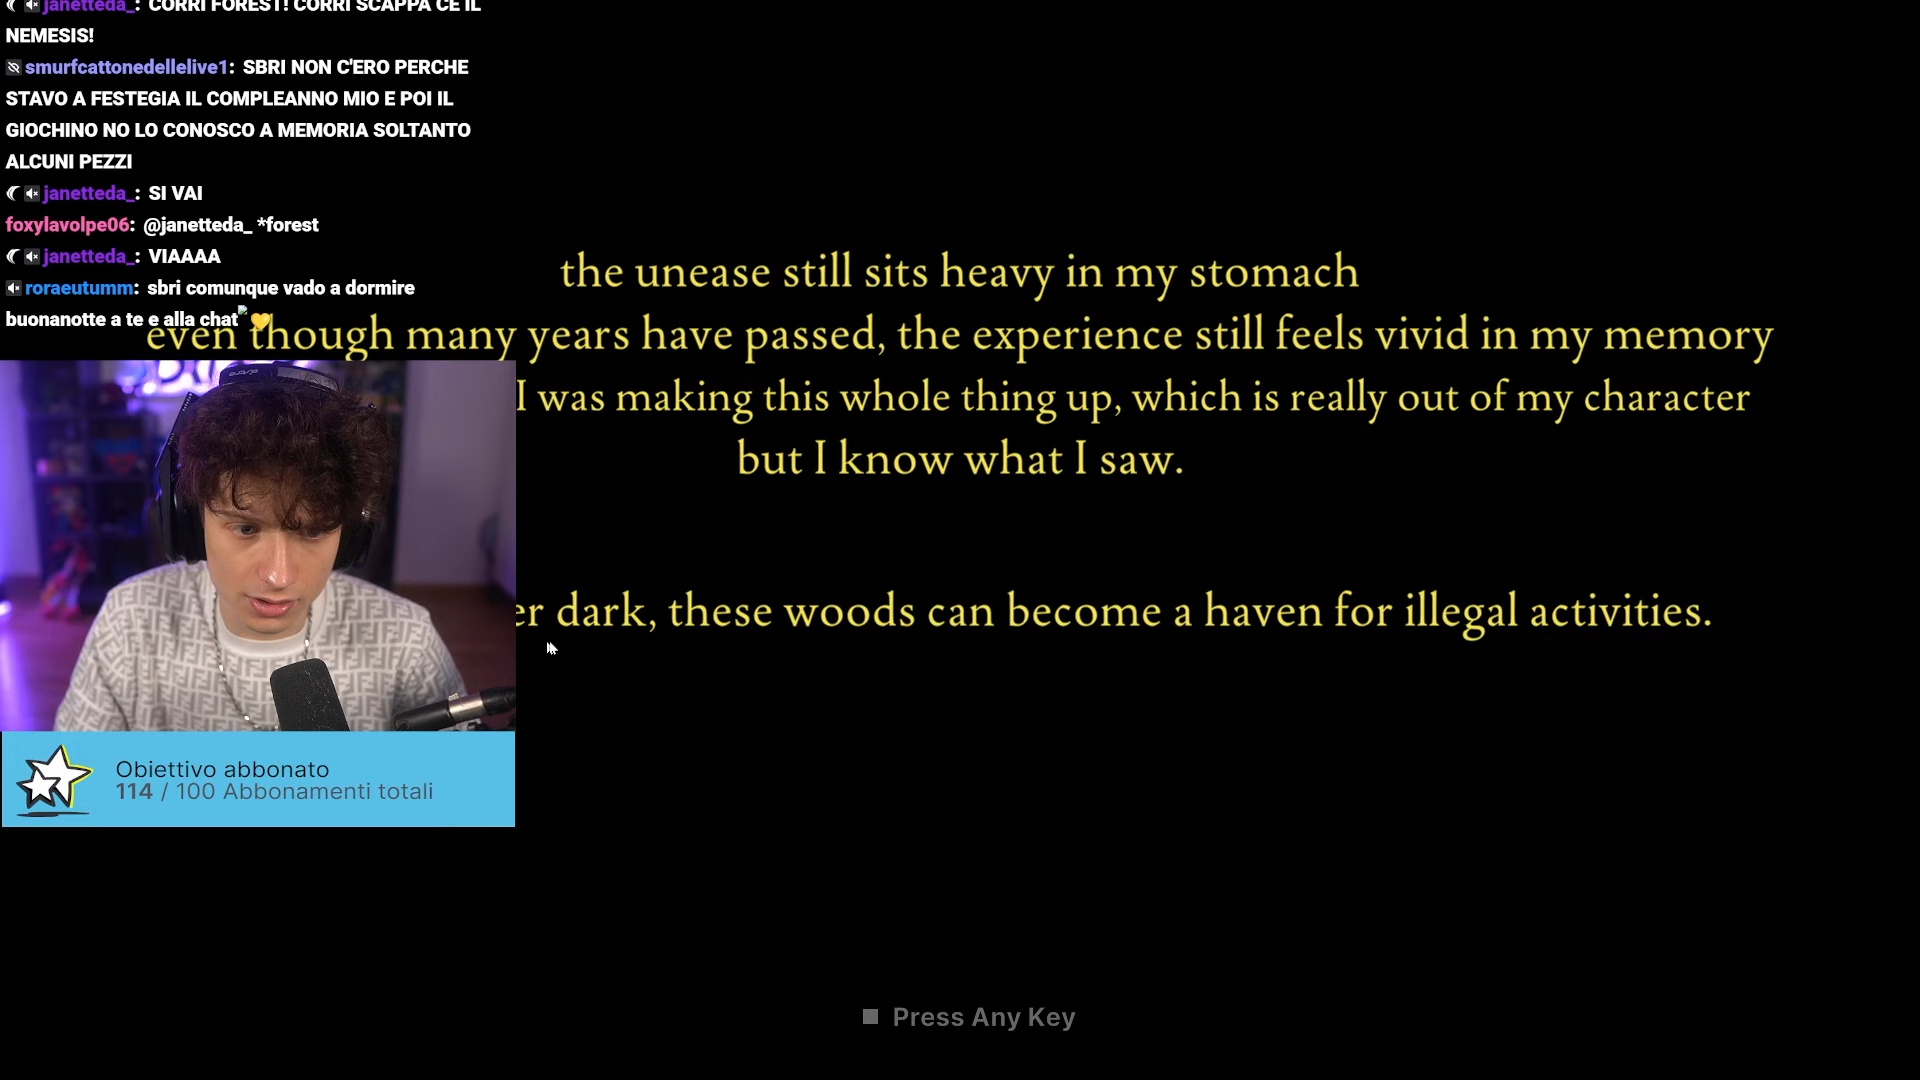 janetteda_: CORRI FOREST! CORRI SCAPPA CE IL
NEMESIS!
smurfcattonedellelive1: SBRI NON C'ERO PERCHE
STAVO A FESTEGIA IL COMPLEANNO MIO E POI IL
GIOCHINO NO LO CONOSCO A MEMORIA SOLTANTO
ALCUNI PEZZI
janetteda_: SI VAI
foxylavolpe06: @janetteda_ *forest
janetteda_: VIAAAA
roraeutumm: sbri comunque vado a dormire
buonanotte a te e alla chat
the unease still sits heavy in my stomach
even though many years have passed, the experience still feels vivid in my memory
I was making this whole thing up, which is really out of my character
but I know what I saw.
er dark, these woods can become a haven for illegal activities.
Obiettivo abbonato
114 / 100 Abbonamenti totali
Press Any Key